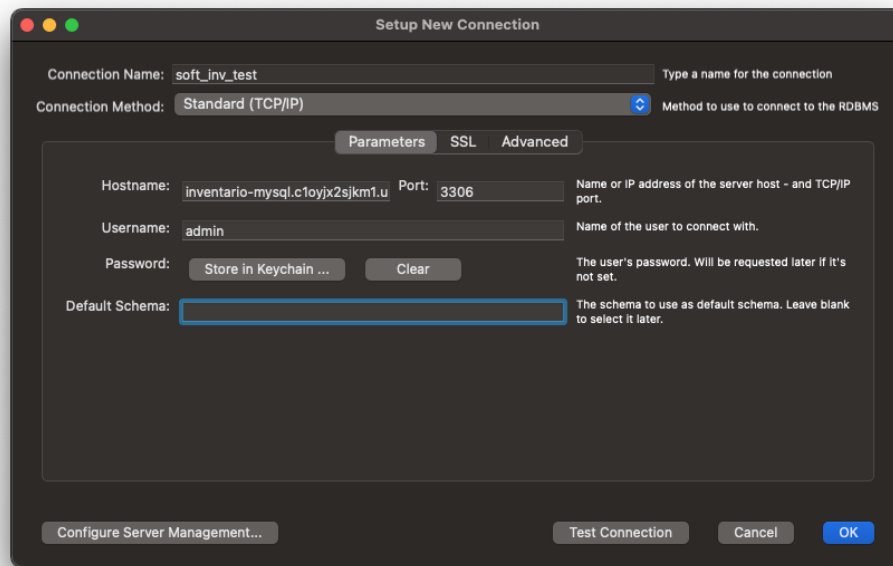 Setup New Connection
Connection Name: soft_inv_test Type a name for the connection
Connection Method: Standard (TCP/IP) Method to use to connect to the RDBMS
Parameters SSL Advanced
Hostname: inventario-mysql.c1oyjx2sjkm1.u Port: 3306 Name or IP address of the server host - and TCP/IP
port.
Username: admin Name of the user to connect with.
Password: Store in Keychain ... Clear The user's password. Will be requested later if it's
not set.
Default Schema: The schema to use as default schema. Leave blank
to select it later.
Configure Server Management... Test Connection Cancel OK